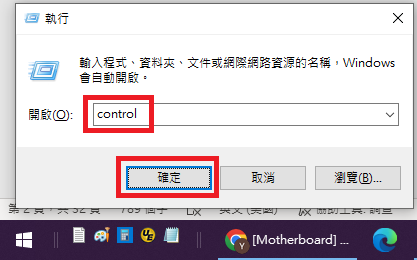 執行
輸入程式、資料夾、文件或網際網路資源的名稱，Windows
會自動開啟。
開啟(O):
control
確定
取消
瀏覽(B)...
第 2 頁，共 32 頁
789 個字
英文 (美國)
協助工具: 調查
[Motherboard] ...